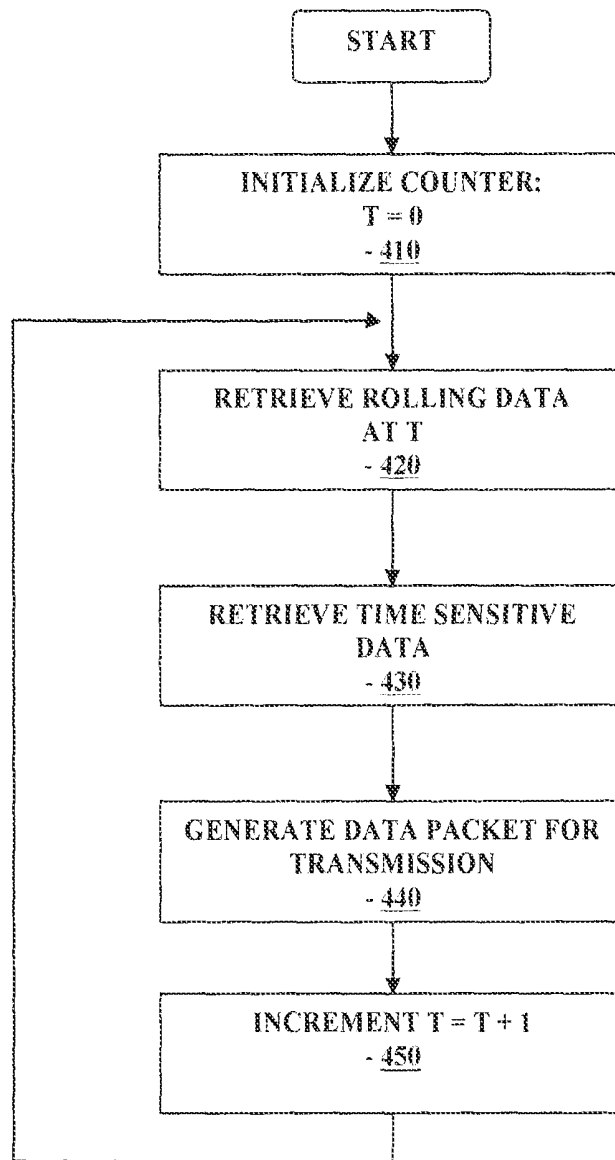 START
INITIALIZE COUNTER:
T = 0
- 410
RETRIEVE ROLLING DATA
AT T
- 420
RETRIEVE TIME SENSITIVE
DATA
- 430
GENERATE DATA PACKET FOR
TRANSMISSION
- 440
INCREMENT T = T + 1
- 450